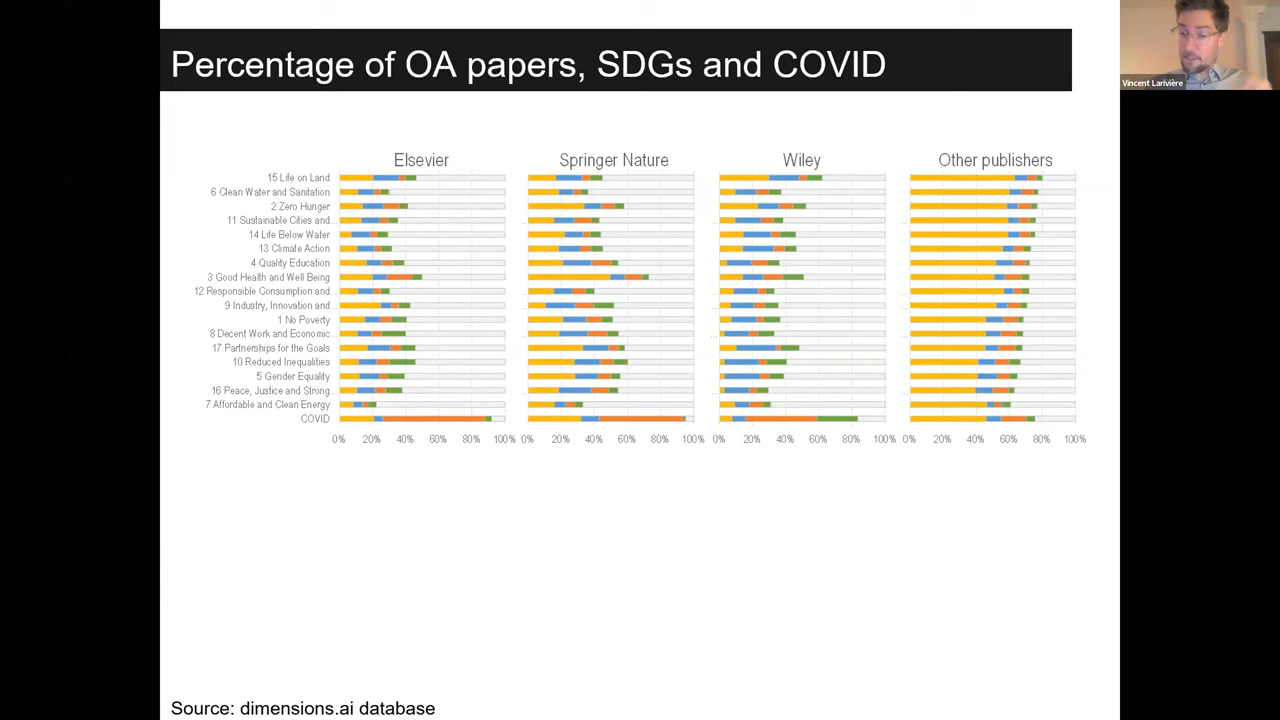 Percentage of OA papers, SDGs and COVID
Vincent Larivière
Elsevier
Springer Nature
Wiley
Other publishers
15 Life on Land
6 Clean Water and Sanitation
2 Zero Hunger
11 Sustainable Cities and...
14 Life Below Water
13 Climate Action
4 Quality Education
3 Good Health and Well Being
12 Responsible Consumption and...
9 Industry, Innovation and
1 No Poverty
8 Decent Work and Economic...
17 Partnerships for the Goals
10 Reduced Inequalities
5 Gender Equality
16 Peace, Justice and Strong...
7 Affordable and Clean Energy
COVID
0% 20% 40% 60% 80% 100%
0% 20% 40% 60% 80% 100%
0% 20% 40% 60% 80% 100%
0% 20% 40% 60% 80% 100%
Source: dimensions.ai database